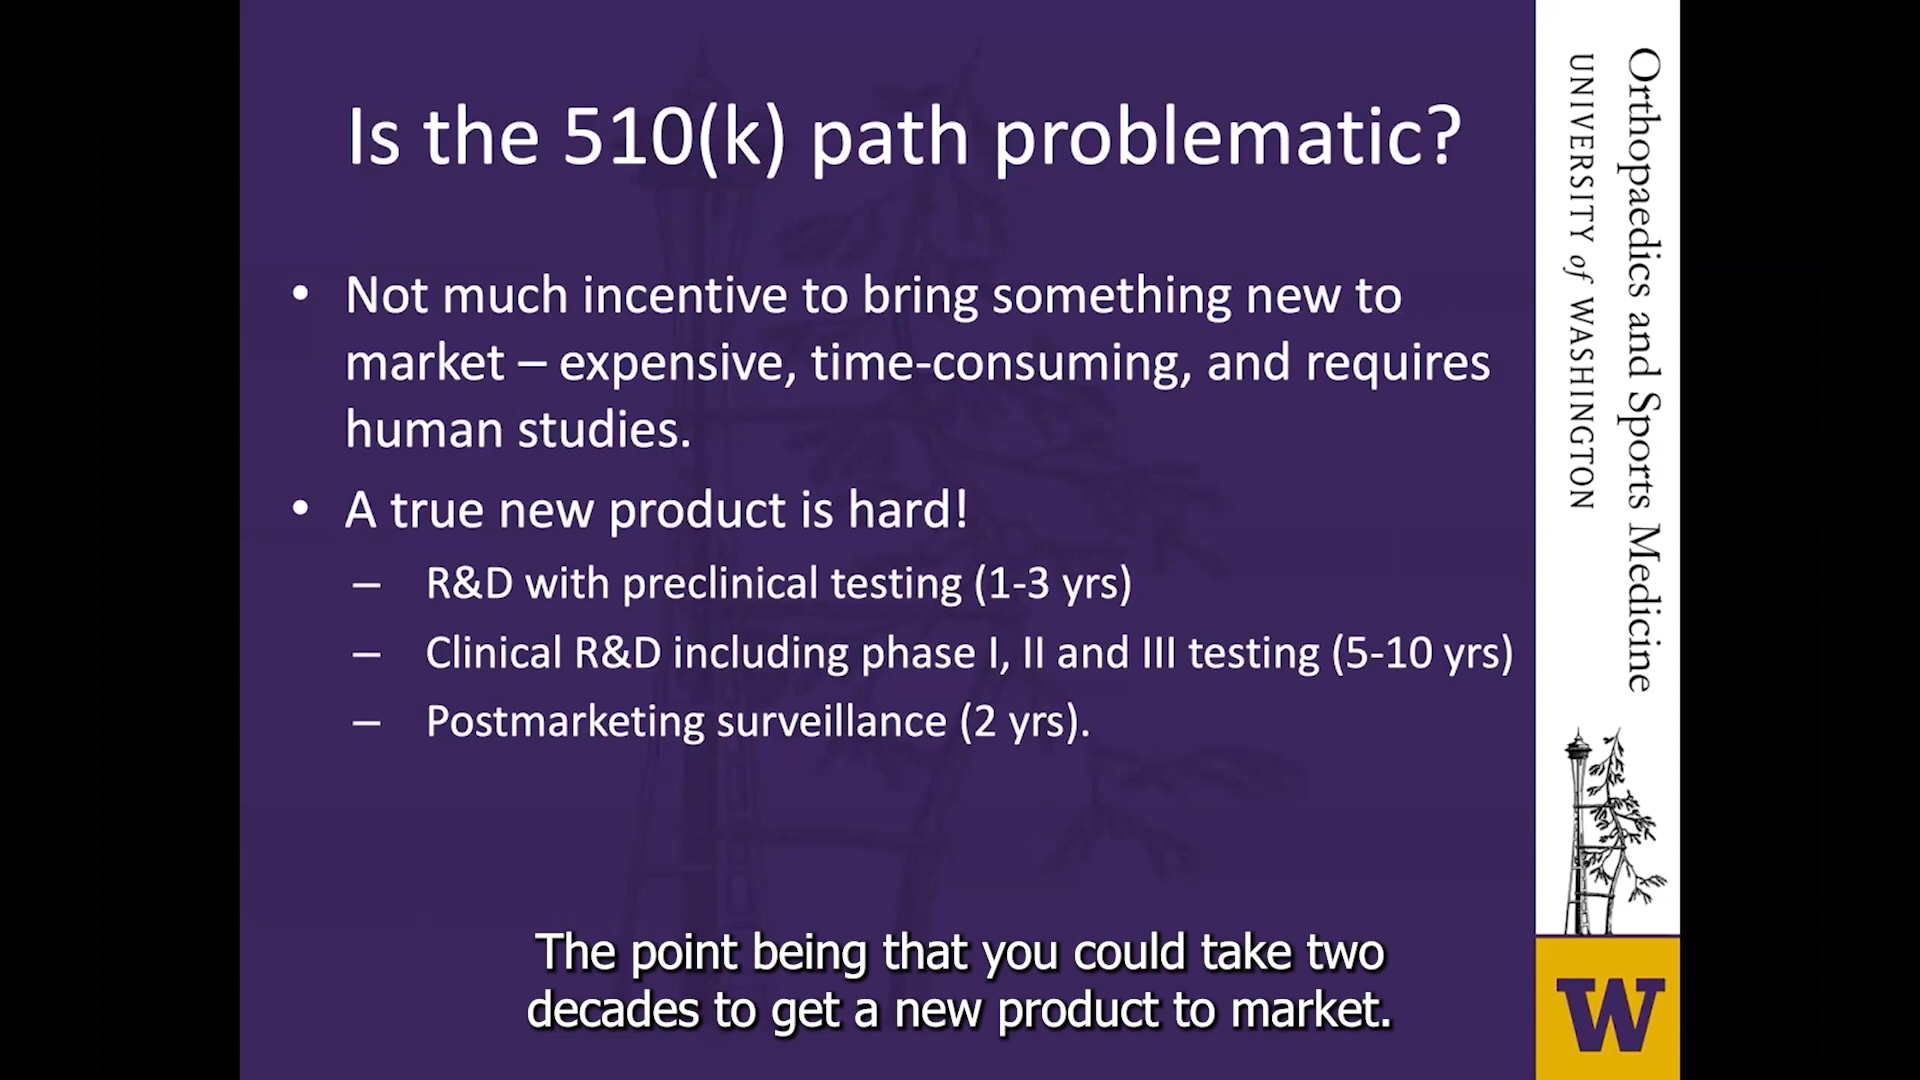 Is the 510(k) path problematic?
• Not much incentive to bring something new to
market – expensive, time-consuming, and requires
human studies.
• A true new product is hard!
– R&D with preclinical testing (1-3 yrs)
– Clinical R&D including phase I, II and III testing (5-10 yrs)
– Postmarketing surveillance (2 yrs).
The point being that you could take two
decades to get a new product to market.
Orthopaedics and Sports Medicine
UNIVERSITY of WASHINGTON
W